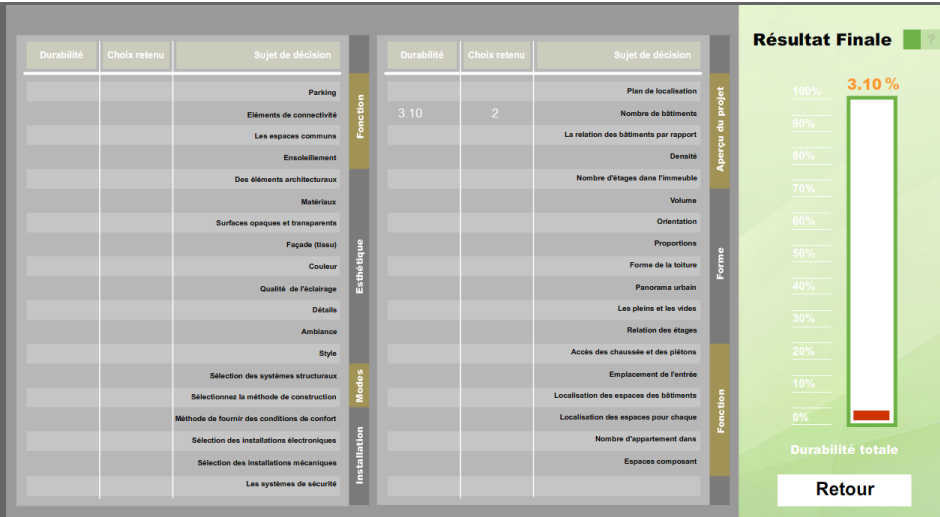 Durabilité Choix retenu Sujet de décision
Parking
Eléments de connectivité
Les espaces communs
Ensoleillement
Fonction
Des éléments architecturaux
Matériaux
Surfaces opaques et transparents
Façade (tissu)
Couleur
Qualité de l'éclairage
Détails
Ambiance
Style
Esthétique
Sélection des systèmes structuraux
Sélectionnez la méthode de construction
Modes
Méthode de fournir des conditions de confort
Sélection des installations électroniques
Sélection des installations mécaniques
Les systèmes de sécurité
Installation
Durabilité Choix retenu Sujet de décision
Plan de localisation
3.10 2 Nombre de bâtiments
La relation des bâtiments par rapport
Densité
Nombre d'étages dans l'immeuble
Aperçu du projet
Volume
Orientation
Proportions
Forme de la toiture
Panorama urbain
Les pleins et les vides
Relation des étages
Forme
Accès des chaussée et des piétons
Emplacement de l'entrée
Localisation des espaces des bâtiments
Localisation des espaces pour chaque
Nombre d'appartement dans
Espaces composant
Fonction
Résultat Finale ?
3.10 %
100%
90%
80%
70%
60%
50%
40%
30%
20%
10%
0%
Durabilité totale
Retour